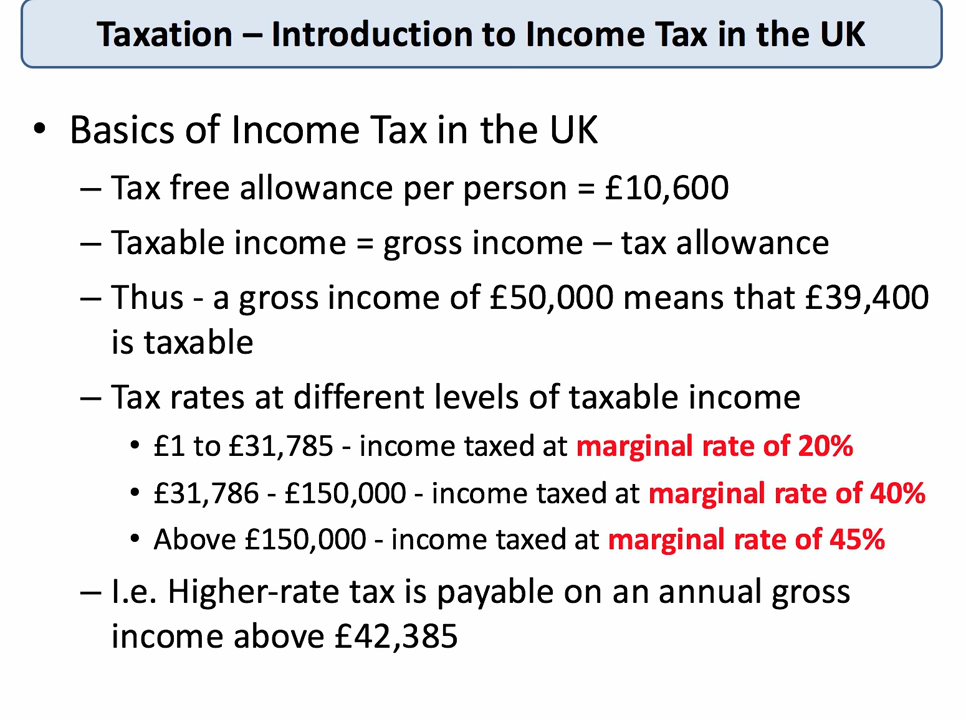 Taxation – Introduction to Income Tax in the UK
• Basics of Income Tax in the UK
– Tax free allowance per person = £10,600
– Taxable income = gross income – tax allowance
– Thus - a gross income of £50,000 means that £39,400
is taxable
– Tax rates at different levels of taxable income
• £1 to £31,785 - income taxed at marginal rate of 20%
• £31,786 - £150,000 - income taxed at marginal rate of 40%
• Above £150,000 - income taxed at marginal rate of 45%
– I.e. Higher-rate tax is payable on an annual gross
income above £42,385